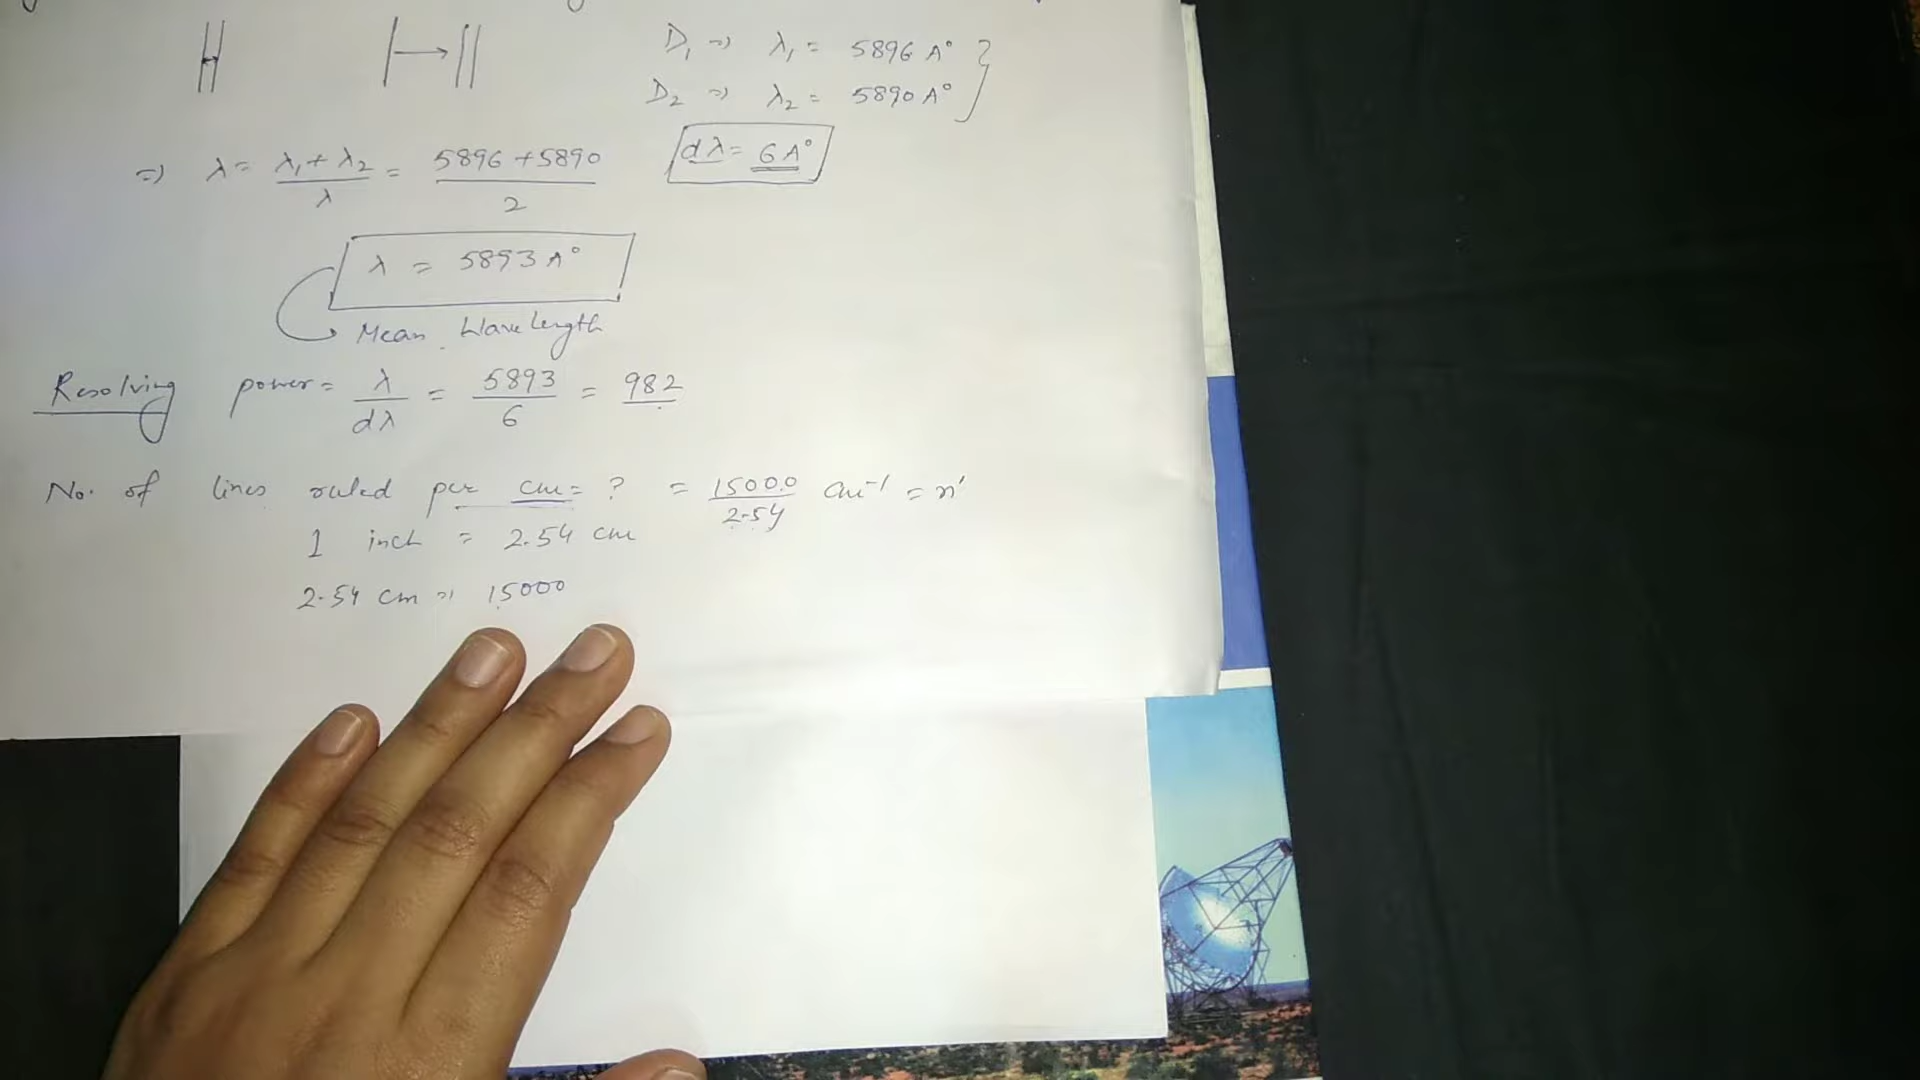 D₁ ⇒ λ₁ = 5896 A° }
D₂ ⇒ λ₂ = 5890 A°
⇒ λ = λ₁ + λ₂ / λ = 5896 + 5890 / 2
dλ = 6 A°
λ = 5893 A°
Mean Wavelength
Resolving power = λ / dλ = 5893 / 6 = 982
No. of lines ruled per cm = ? = 15000 / 2.54 cm⁻¹ = n'
1 inch = 2.54 cm
2.54 cm ⇒ 15000